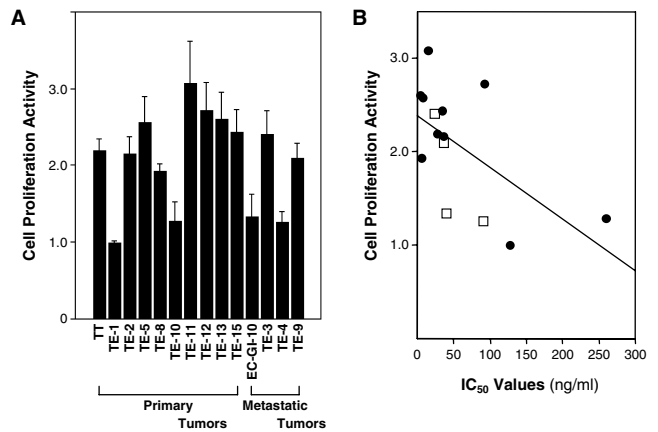 A
Cell Proliferation Activity
3.0
2.0
1.0
0
TT
TE-1
TE-2
TE-5
TE-8
TE-10
TE-11
TE-12
TE-13
TE-15
EC-GI-10
TE-3
TE-4
TE-9
Primary
Tumors
Metastatic
Tumors
B
Cell Proliferation Activity
3.0
2.0
1.0
0 50 100 150 200 250 300
IC50 Values (ng/ml)